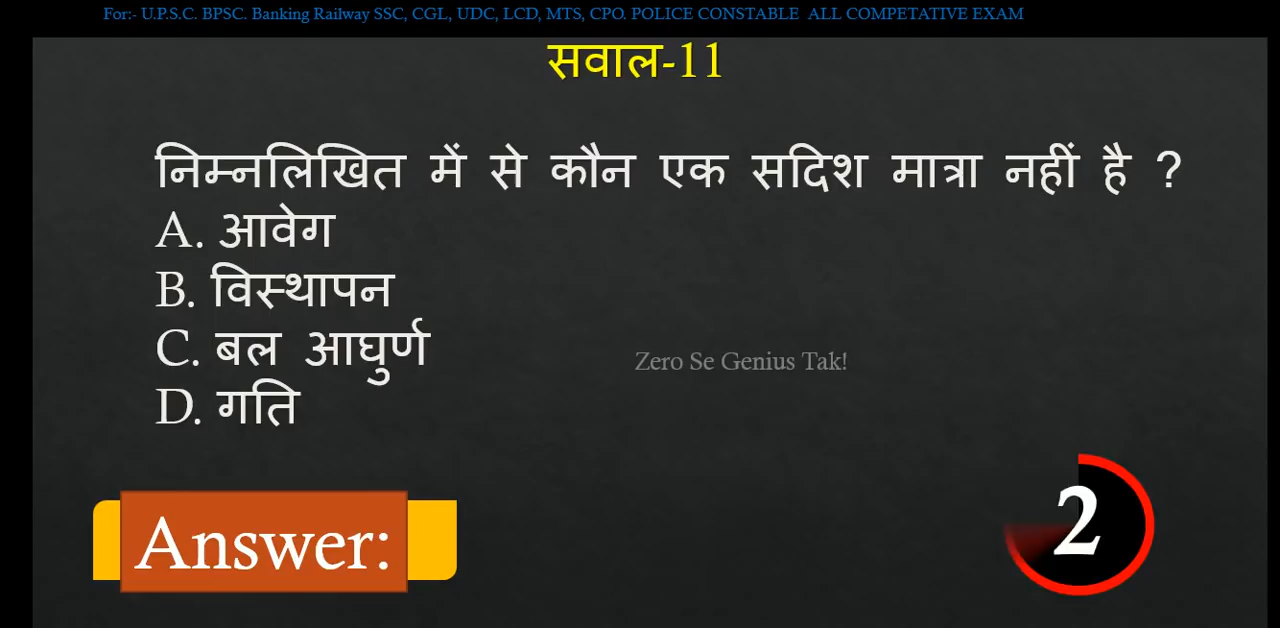 For:- U.P.S.C. BPSC. Banking Railway SSC, CGL, UDC, LCD, MTS, CPO. POLICE CONSTABLE ALL COMPETATIVE EXAM
सवाल-11
निम्नलिखित में से कौन एक सदिश मात्रा नहीं है ?
A. आवेग
B. विस्थापन
C. बल आघुर्ण
Zero Se Genius Tak!
D. गति
Answer:
2